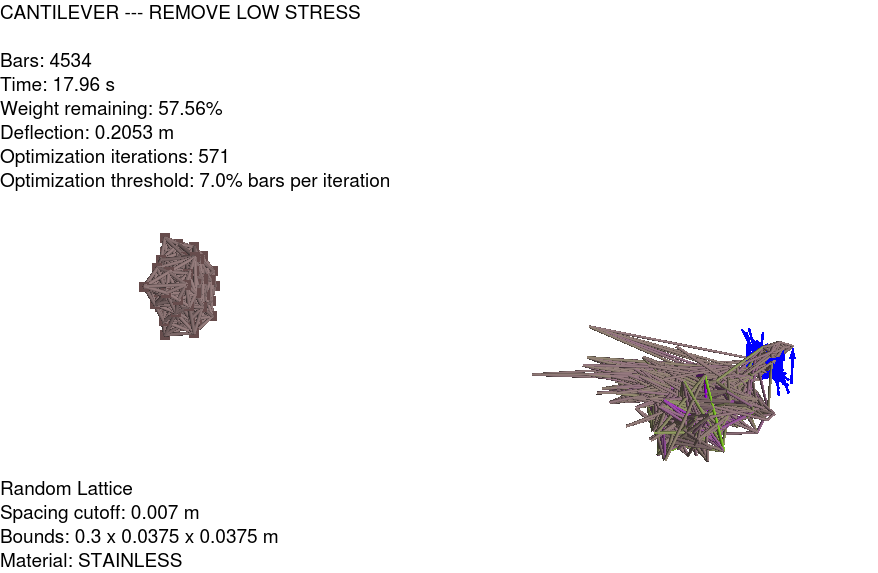 CANTILEVER --- REMOVE LOW STRESS
Bars: 4534
Time: 17.96 s
Weight remaining: 57.56%
Deflection: 0.2053 m
Optimization iterations: 571
Optimization threshold: 7.0% bars per iteration
Random Lattice
Spacing cutoff: 0.007 m
Bounds: 0.3 x 0.0375 x 0.0375 m
Material: STAINLESS